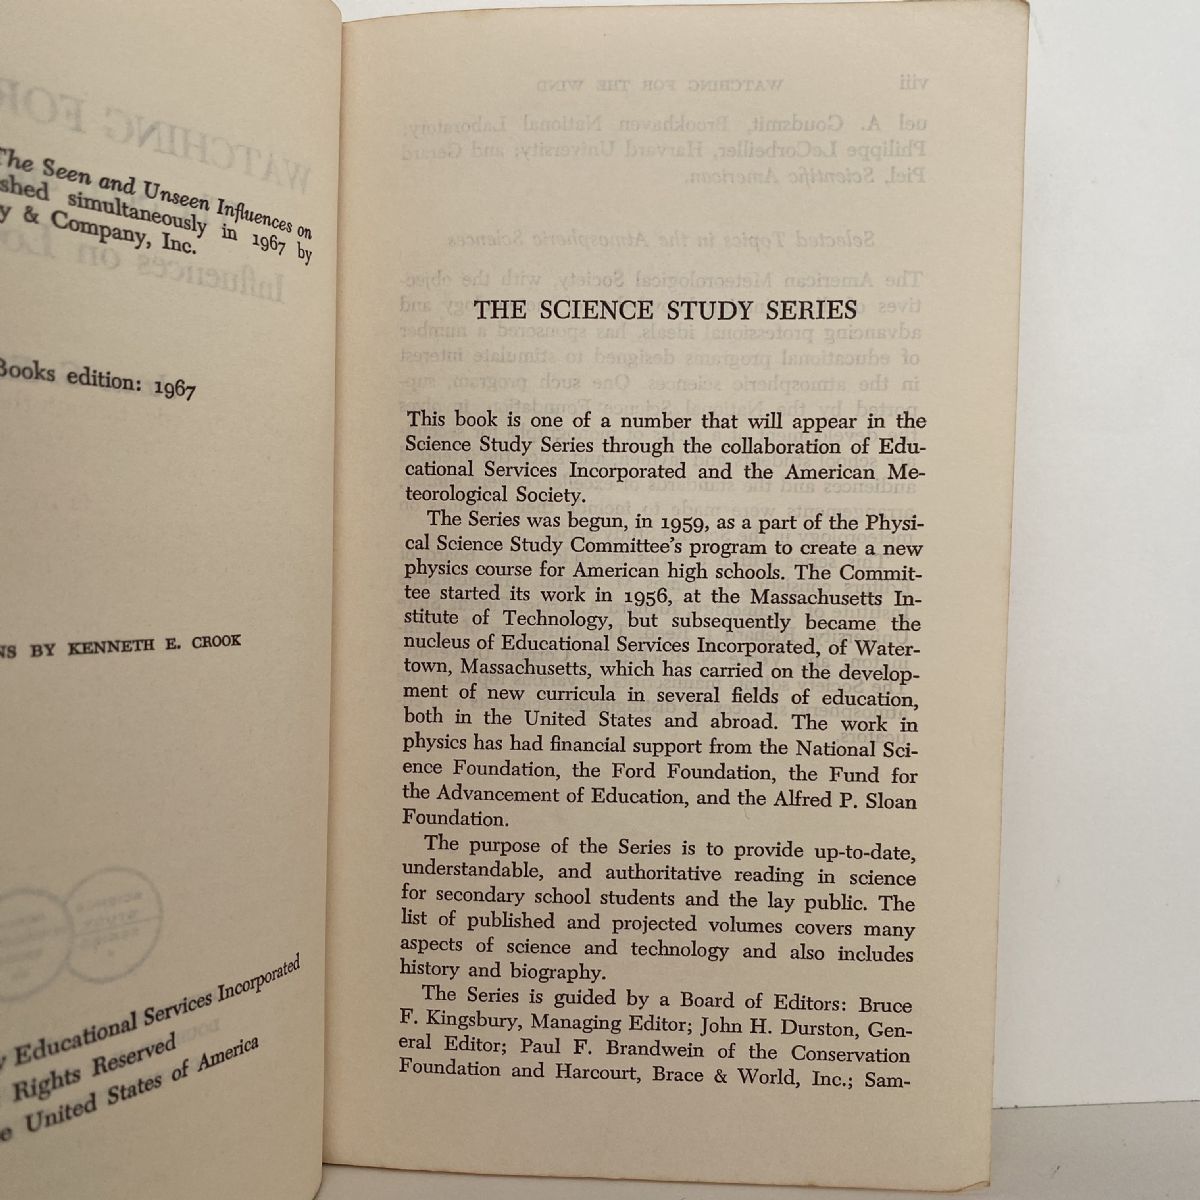 The Seen and Unseen Influences on
shed simultaneously in 1967 by
y & Company, Inc.
Books edition: 1967
NS BY KENNETH E. CROOK
y Educational Services Incorporated
Rights Reserved
e United States of America
THE SCIENCE STUDY SERIES
This book is one of a number that will appear in the
Science Study Series through the collaboration of Edu-
cational Services Incorporated and the American Me-
teorological Society.
The Series was begun, in 1959, as a part of the Physi-
cal Science Study Committee's program to create a new
physics course for American high schools. The Commit-
tee started its work in 1956, at the Massachusetts In-
stitute of Technology, but subsequently became the
nucleus of Educational Services Incorporated, of Water-
town, Massachusetts, which has carried on the develop-
ment of new curricula in several fields of education,
both in the United States and abroad. The work in
physics has had financial support from the National Sci-
ence Foundation, the Ford Foundation, the Fund for
the Advancement of Education, and the Alfred P. Sloan
Foundation.
The purpose of the Series is to provide up-to-date,
understandable, and authoritative reading in science
for secondary school students and the lay public. The
list of published and projected volumes covers many
aspects of science and technology and also includes
history and biography.
The Series is guided by a Board of Editors: Bruce
F. Kingsbury, Managing Editor; John H. Durston, Gen-
eral Editor; Paul F. Brandwein of the Conservation
Foundation and Harcourt, Brace & World, Inc.; Sam-